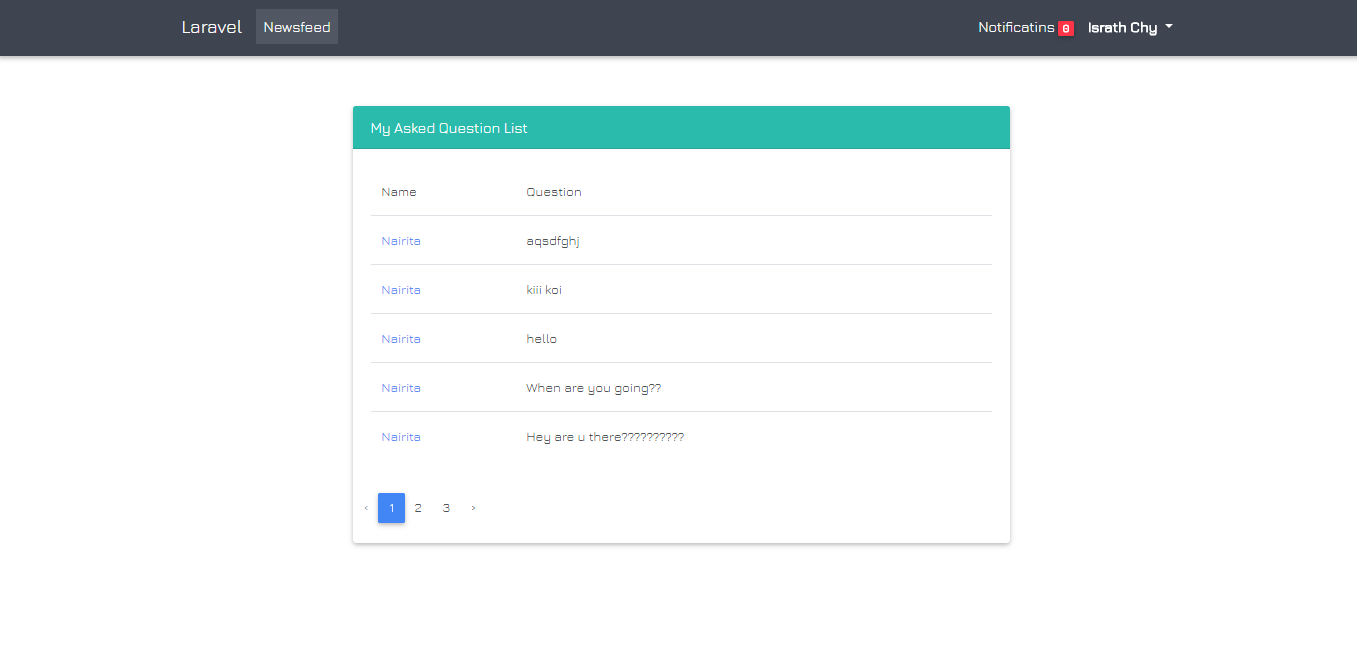 Laravel Newsfeed Notificatins 0 Israth Chy
My Asked Question List
Name Question
Nairita aqsdfghj
Nairita kiii koi
Nairita hello
Nairita When are you going??
Nairita Hey are u there??????????
‹ 1 2 3 ›